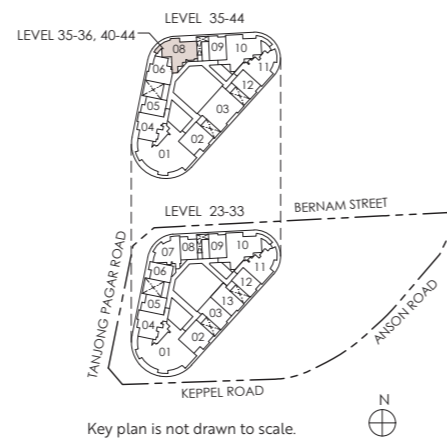 LEVEL 35-44
LEVEL 35-36, 40-44
08
09
10
11
06
12
05
03
04
02
01
LEVEL 23-33
BERNAM STREET
TANJONG PAGAR ROAD
07
08
09
10
11
06
12
05
13
03
04
02
01
ANSON ROAD
KEPPEL ROAD
N
Key plan is not drawn to scale.